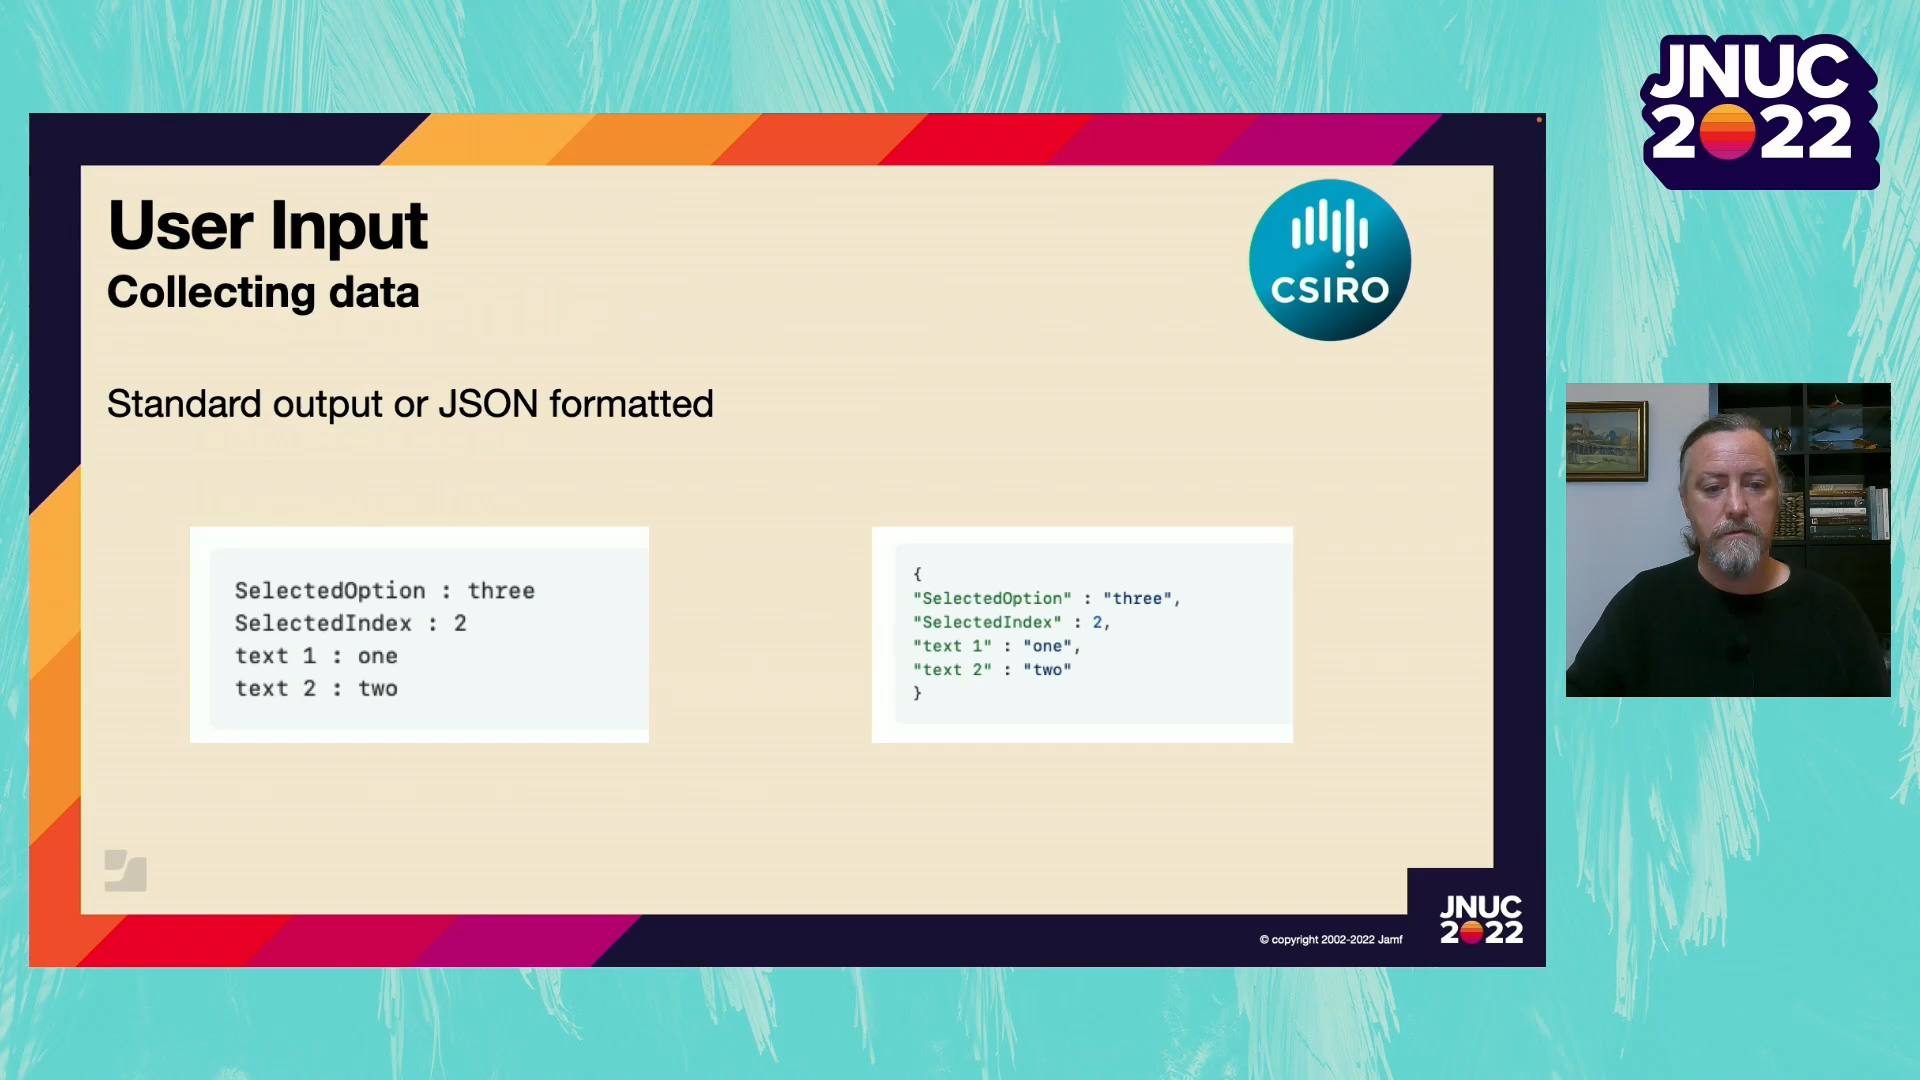 JNUC
2022
User Input
Collecting data
CSIRO
Standard output or JSON formatted
SelectedOption : three
SelectedIndex : 2
text 1 : one
text 2 : two
{
"SelectedOption" : "three",
"SelectedIndex" : 2,
"text 1" : "one",
"text 2" : "two"
}
© copyright 2002-2022 Jamf
JNUC
2022